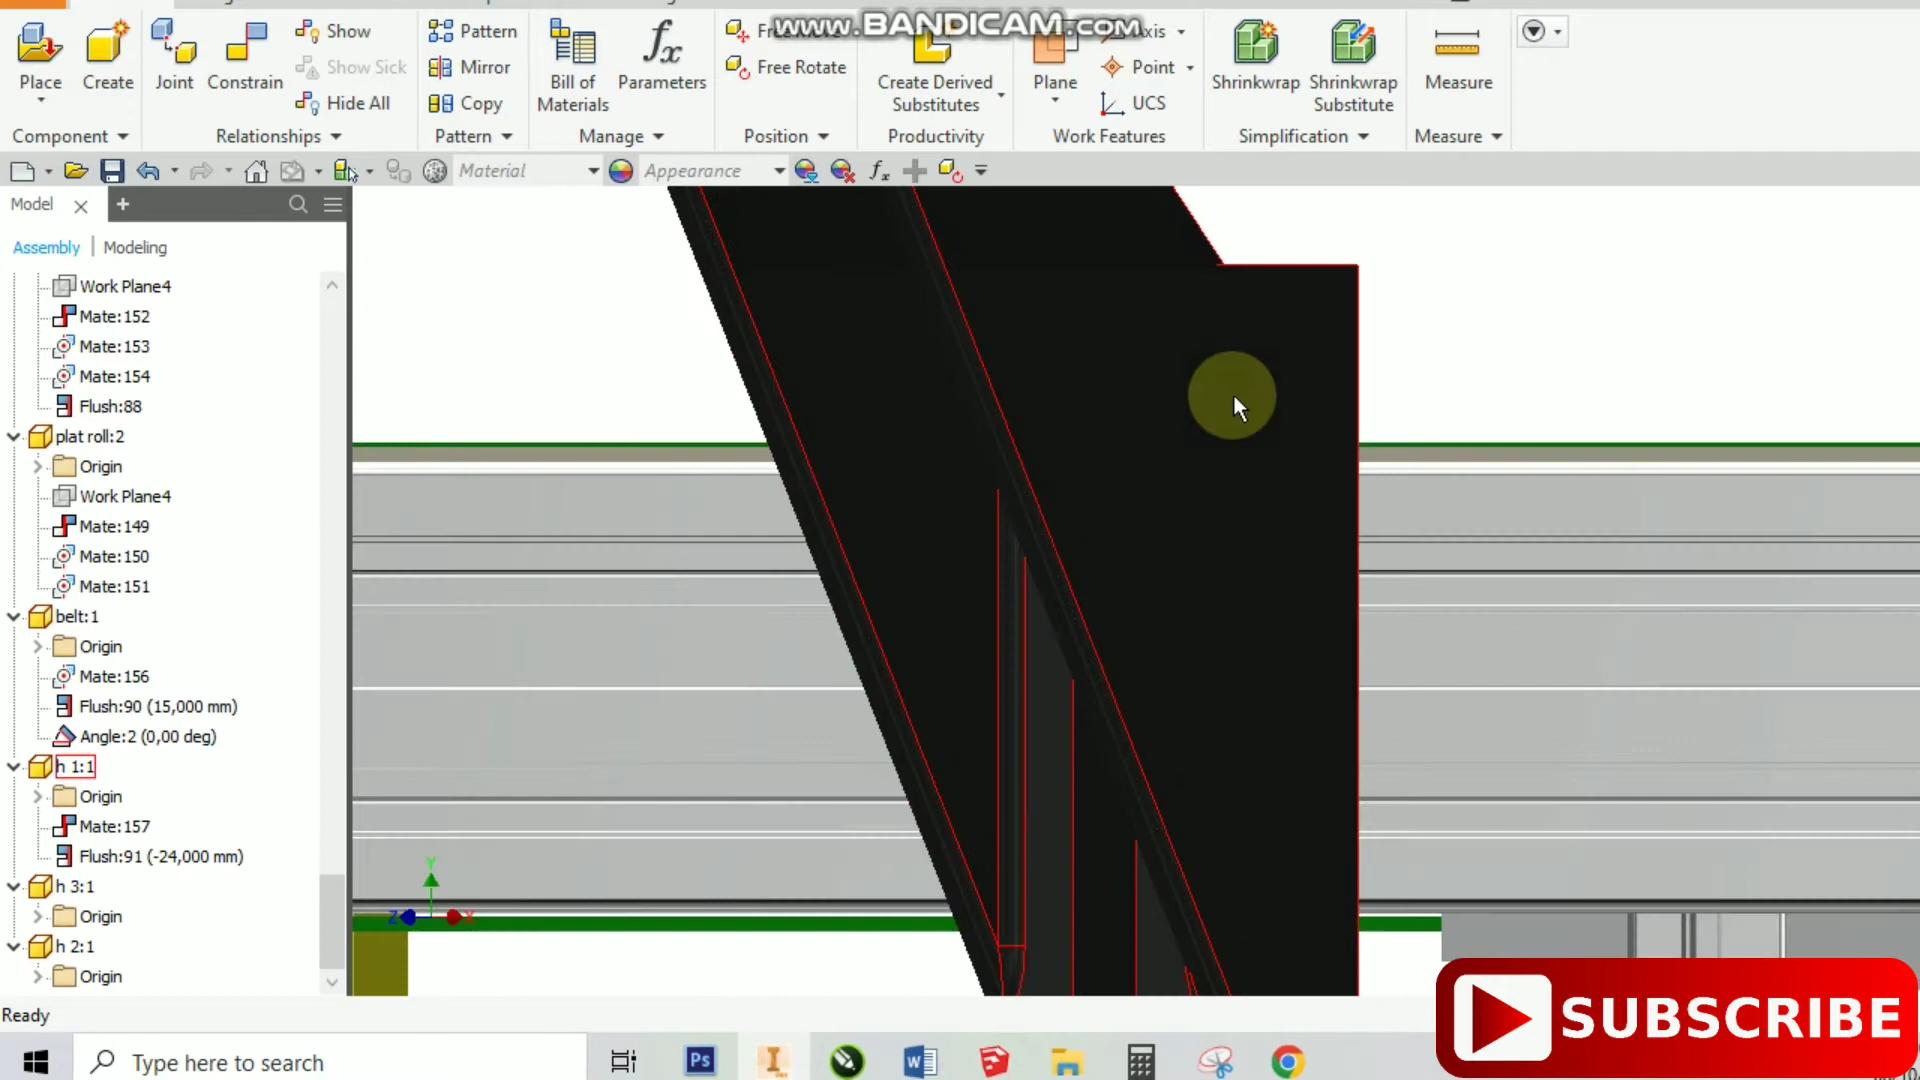 www.BANDICAM.com
Place
Create
Joint
Constrain
Show
Show Sick
Hide All
Pattern
Mirror
Copy
Bill of
Materials
Parameters
Free Rotate
Create Derived
Substitutes
Plane
Axis
Point
UCS
Shrinkwrap
Shrinkwrap
Substitute
Measure
Component
Relationships
Pattern
Manage
Position
Productivity
Work Features
Simplification
Measure
Material
Appearance
fx
Model
Assembly
Modeling
Work Plane4
Mate:152
Mate:153
Mate:154
Flush:88
plat roll:2
Origin
Work Plane4
Mate:149
Mate:150
Mate:151
belt:1
Origin
Mate:156
Flush:90 (15,000 mm)
Angle:2 (0,00 deg)
h 1:1
Origin
Mate:157
Flush:91 (-24,000 mm)
h 3:1
Origin
h 2:1
Origin
Y
Z
X
Ready
SUBSCRIBE
Type here to search
Ps